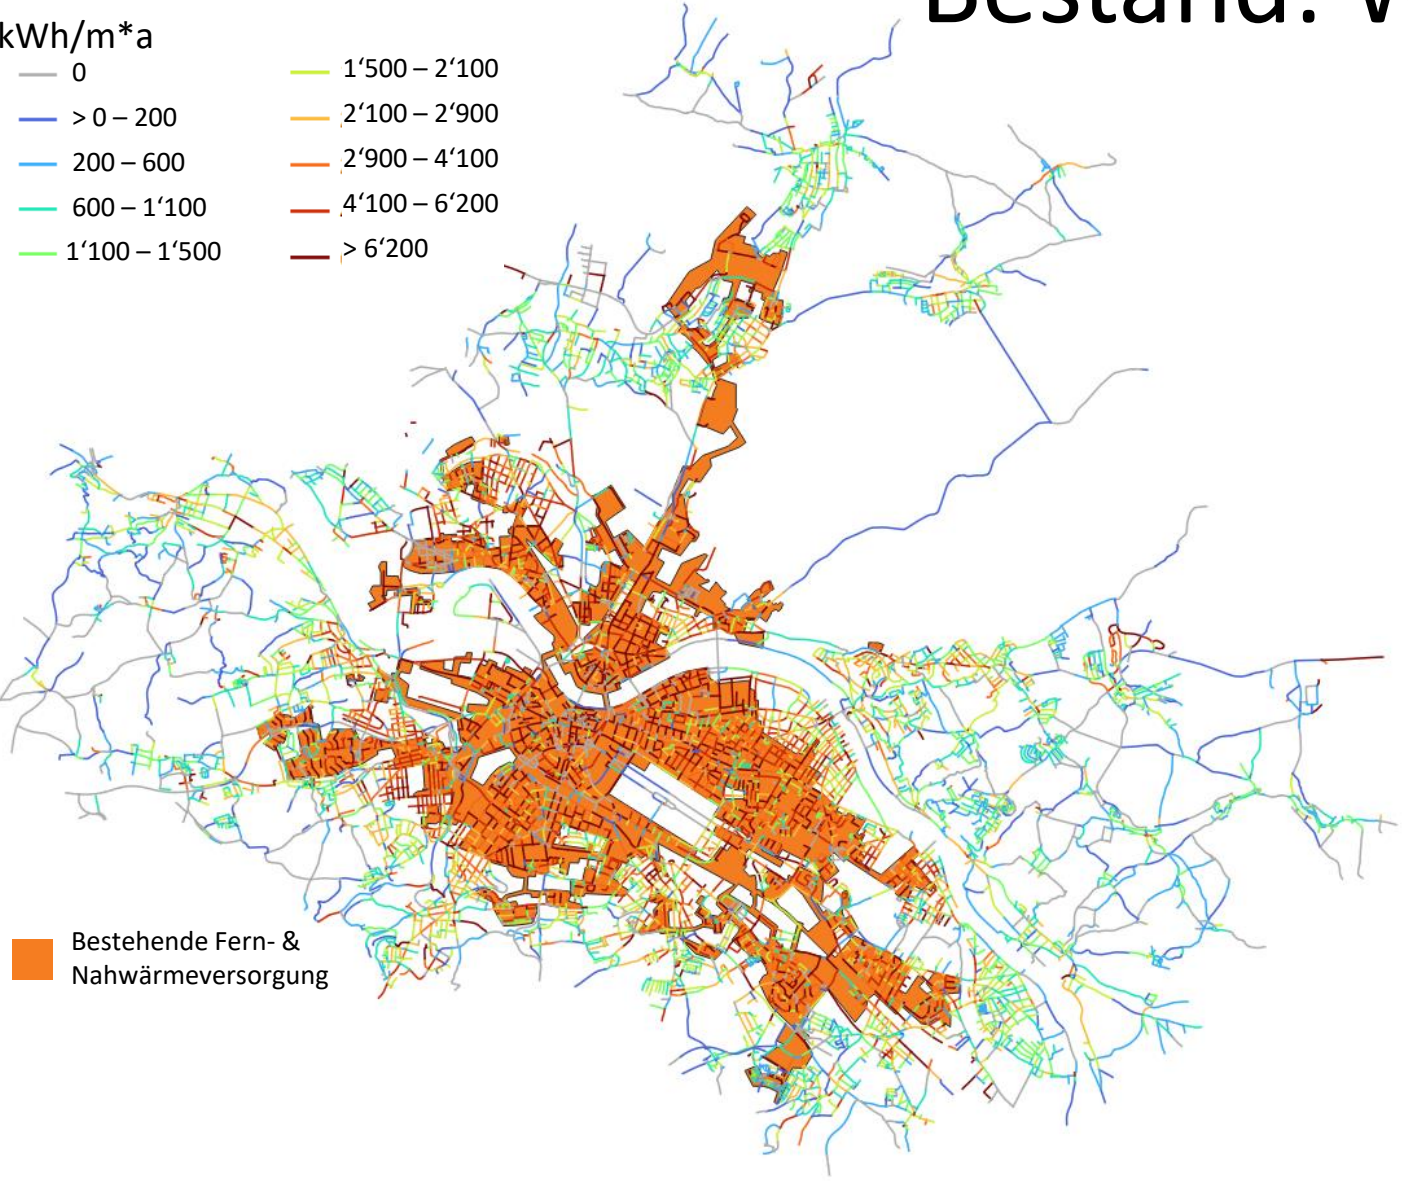 Bestand: W
kWh/m*a
0
> 0 – 200
200 – 600
600 – 1‘100
1‘100 – 1‘500
1‘500 – 2‘100
2‘100 – 2‘900
2‘900 – 4‘100
4‘100 – 6‘200
> 6‘200
Bestehende Fern- &
Nahwärmeversorgung